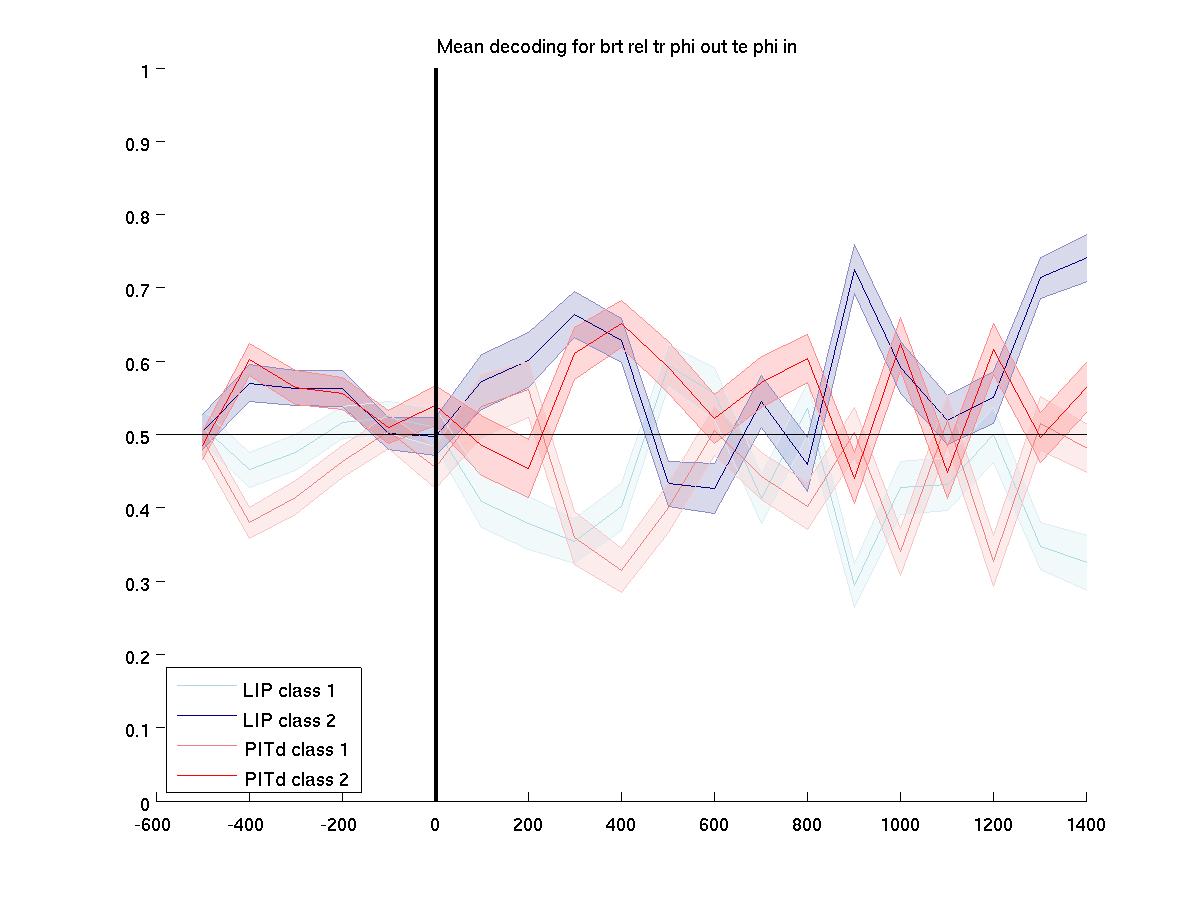 Mean decoding for brt rel tr phi out te phi in
1
0.9
0.8
0.7
0.6
0.5
0.4
0.3
0.2
0.1
0
LIP class 1
LIP class 2
PITd class 1
PITd class 2
-600 -400 -200 0 200 400 600 800 1000 1200 1400